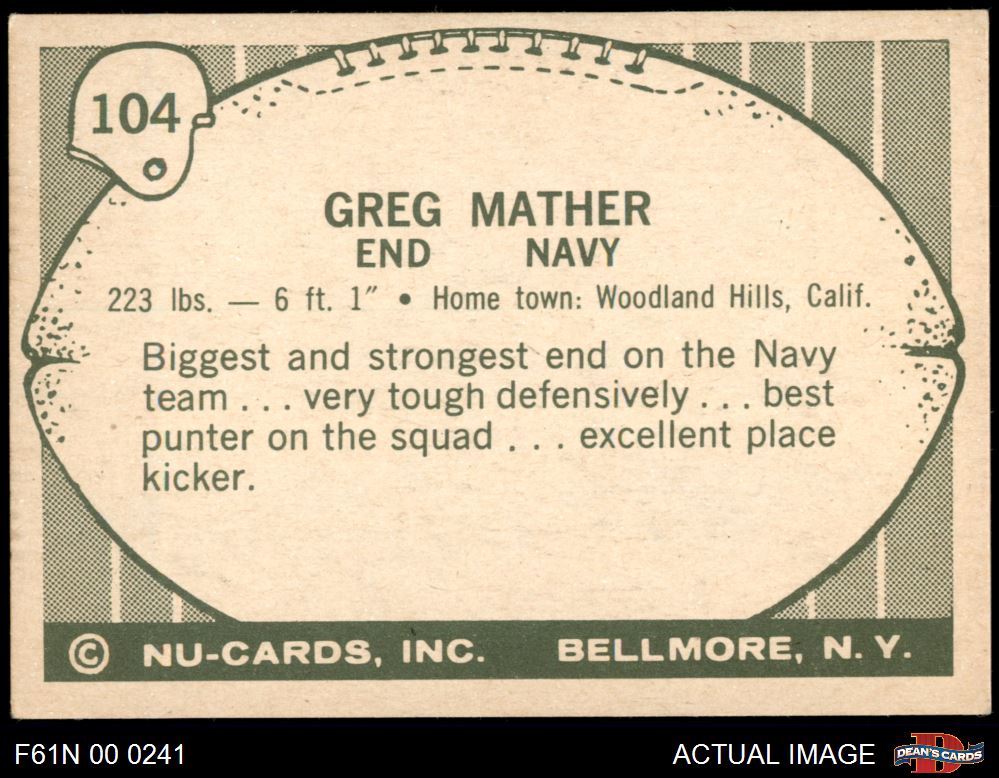 104
GREG MATHER
END NAVY
223 lbs. — 6 ft. 1" • Home town: Woodland Hills, Calif.
Biggest and strongest end on the Navy
team . . . very tough defensively . . . best
punter on the squad . . . excellent place
kicker.
© NU-CARDS, INC. BELLMORE, N. Y.
F61N 00 0241 ACTUAL IMAGE
D
DEAN'S CARDS